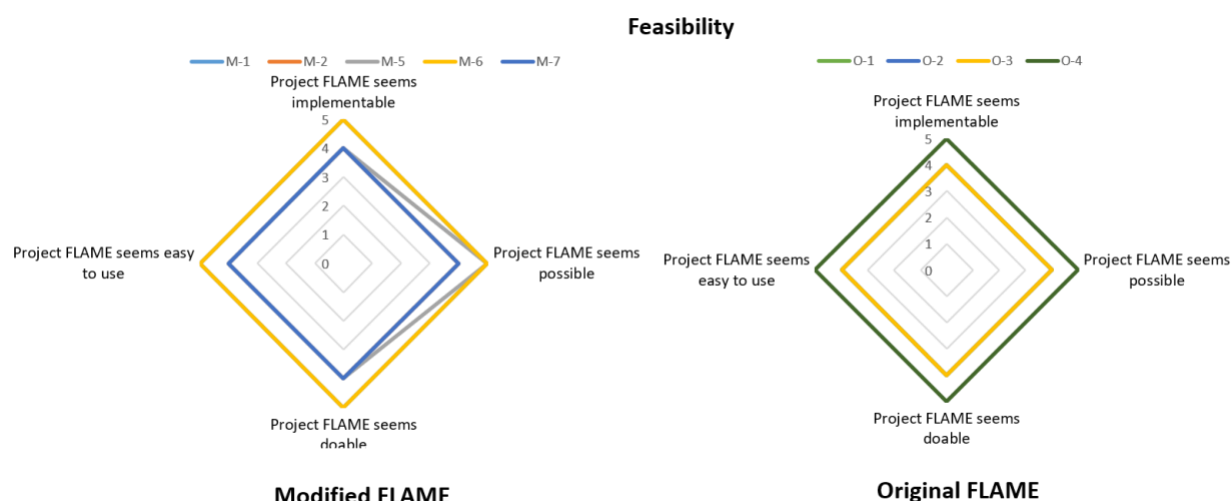 Feasibility
M-1 M-2 M-5 M-6 M-7
Project FLAME seems
implementable
5
4
3
2
1
0
Project FLAME seems easy
to use
Project FLAME seems
possible
Project FLAME seems
doable
Modified FLAME
O-1 O-2 O-3 O-4
Project FLAME seems
implementable
5
4
3
2
1
0
Project FLAME seems
easy to use
Project FLAME seems
possible
Project FLAME seems
doable
Original FLAME